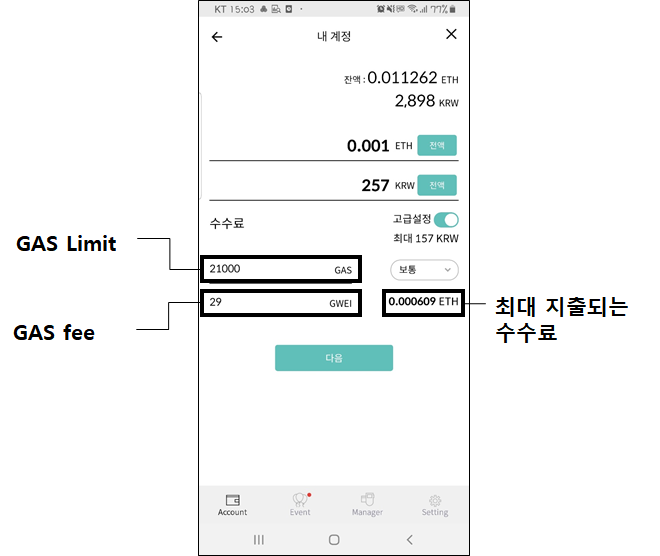 KT 15:03
77%
내 계정
잔액 : 0.011262 ETH
2,898 KRW
0.001 ETH 전액
257 KRW 전액
수수료
고급설정
최대 157 KRW
GAS Limit
21000 GAS
보통
GAS fee
29 GWEI
0.000609 ETH
최대 지출되는
수수료
다음
Account
Event
Manager
Setting